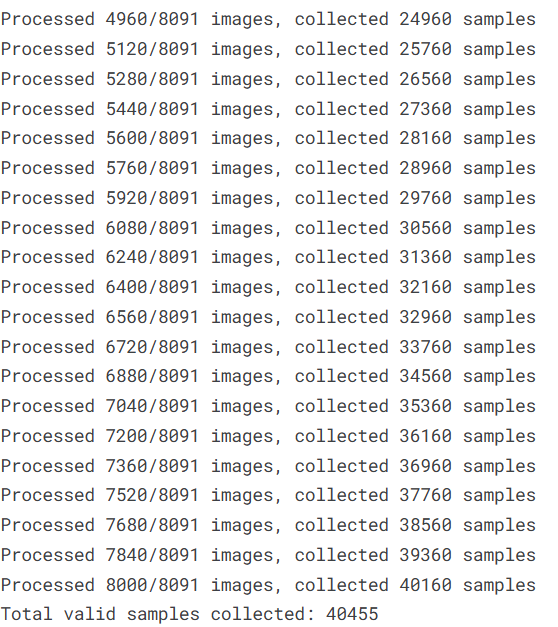 Processed 4960/8091 images, collected 24960 samples
Processed 5120/8091 images, collected 25760 samples
Processed 5280/8091 images, collected 26560 samples
Processed 5440/8091 images, collected 27360 samples
Processed 5600/8091 images, collected 28160 samples
Processed 5760/8091 images, collected 28960 samples
Processed 5920/8091 images, collected 29760 samples
Processed 6080/8091 images, collected 30560 samples
Processed 6240/8091 images, collected 31360 samples
Processed 6400/8091 images, collected 32160 samples
Processed 6560/8091 images, collected 32960 samples
Processed 6720/8091 images, collected 33760 samples
Processed 6880/8091 images, collected 34560 samples
Processed 7040/8091 images, collected 35360 samples
Processed 7200/8091 images, collected 36160 samples
Processed 7360/8091 images, collected 36960 samples
Processed 7520/8091 images, collected 37760 samples
Processed 7680/8091 images, collected 38560 samples
Processed 7840/8091 images, collected 39360 samples
Processed 8000/8091 images, collected 40160 samples
Total valid samples collected: 40455